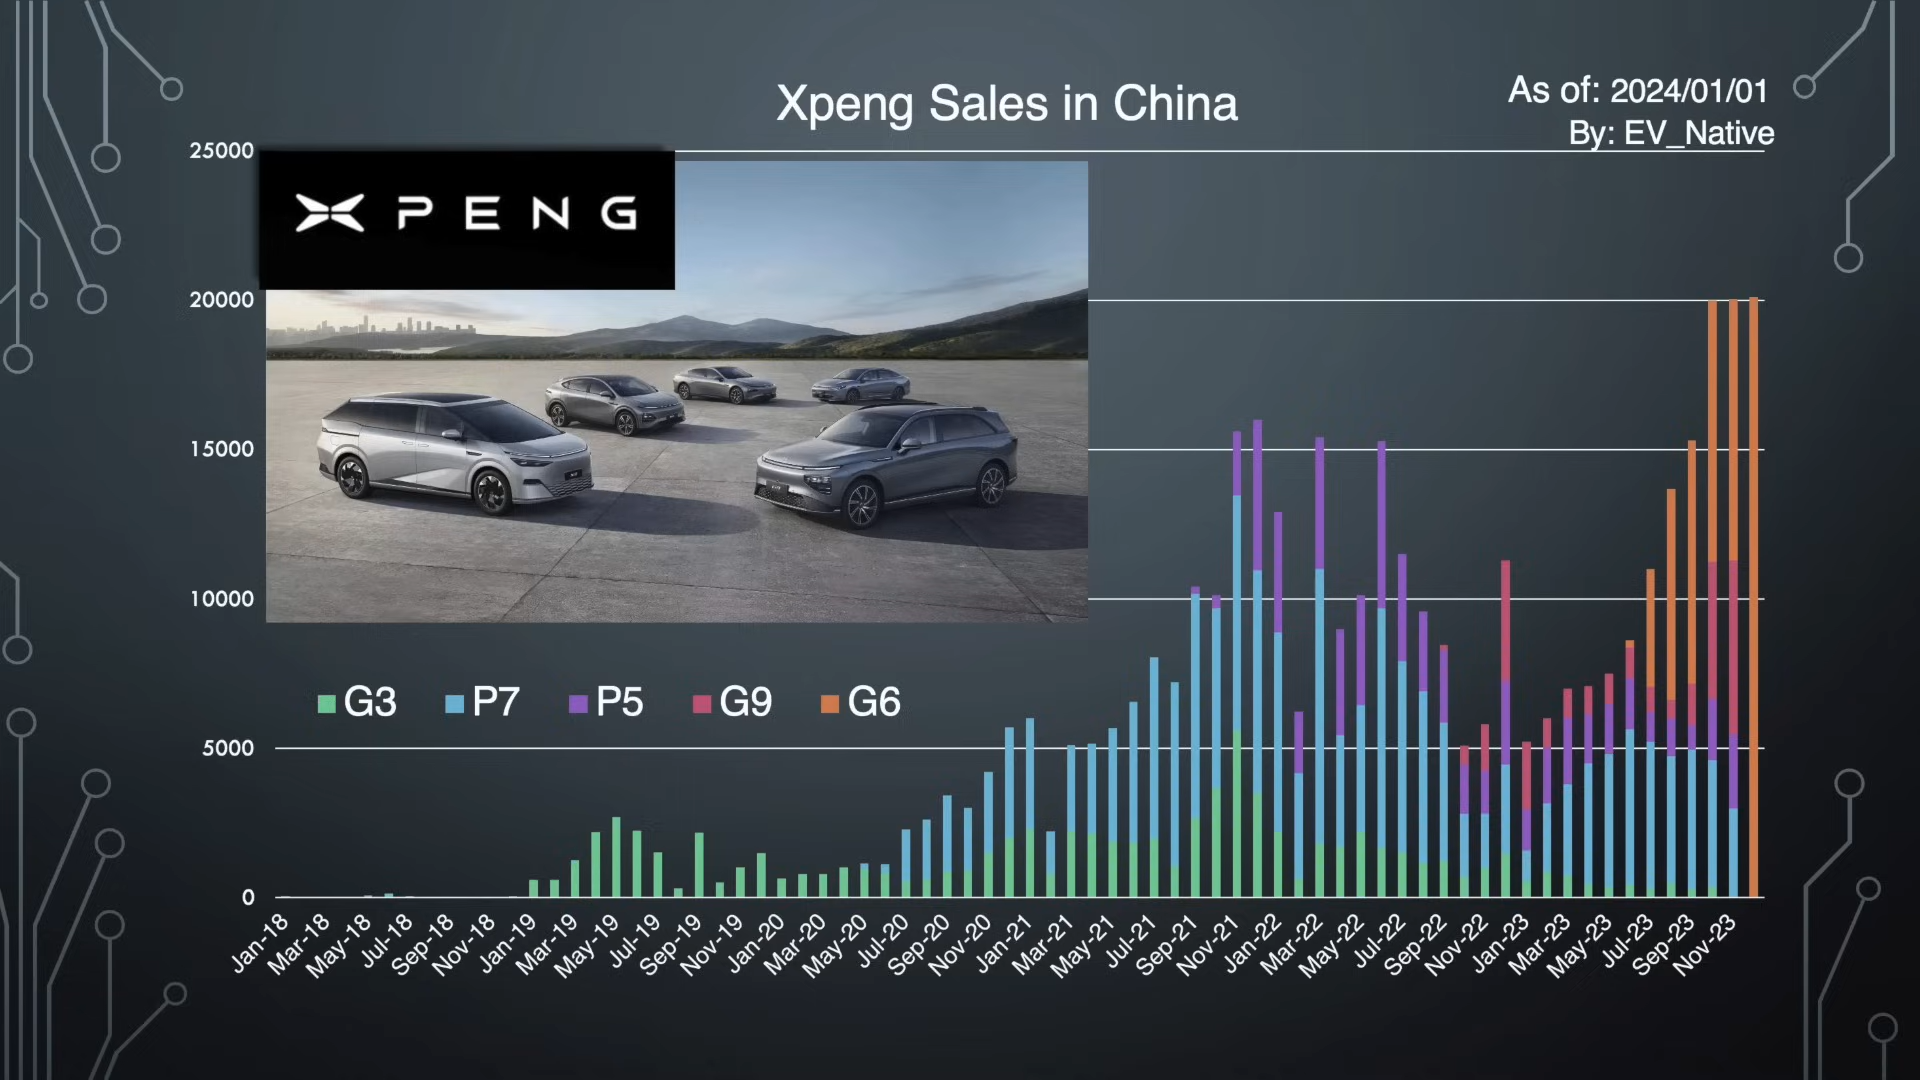 Xpeng Sales in China
As of: 2024/01/01
By: EV_Native
XPENG
25000
20000
15000
10000
5000
0
G3 P7 P5 G9 G6
Jan-18 Mar-18 May-18 Jul-18 Sep-18 Nov-18 Jan-19 Mar-19 May-19 Jul-19 Sep-19 Nov-19 Jan-20 Mar-20 May-20 Jul-20 Sep-20 Nov-20 Jan-21 Mar-21 May-21 Jul-21 Sep-21 Nov-21 Jan-22 Mar-22 May-22 Jul-22 Sep-22 Nov-22 Jan-23 Mar-23 May-23 Jul-23 Sep-23 Nov-23